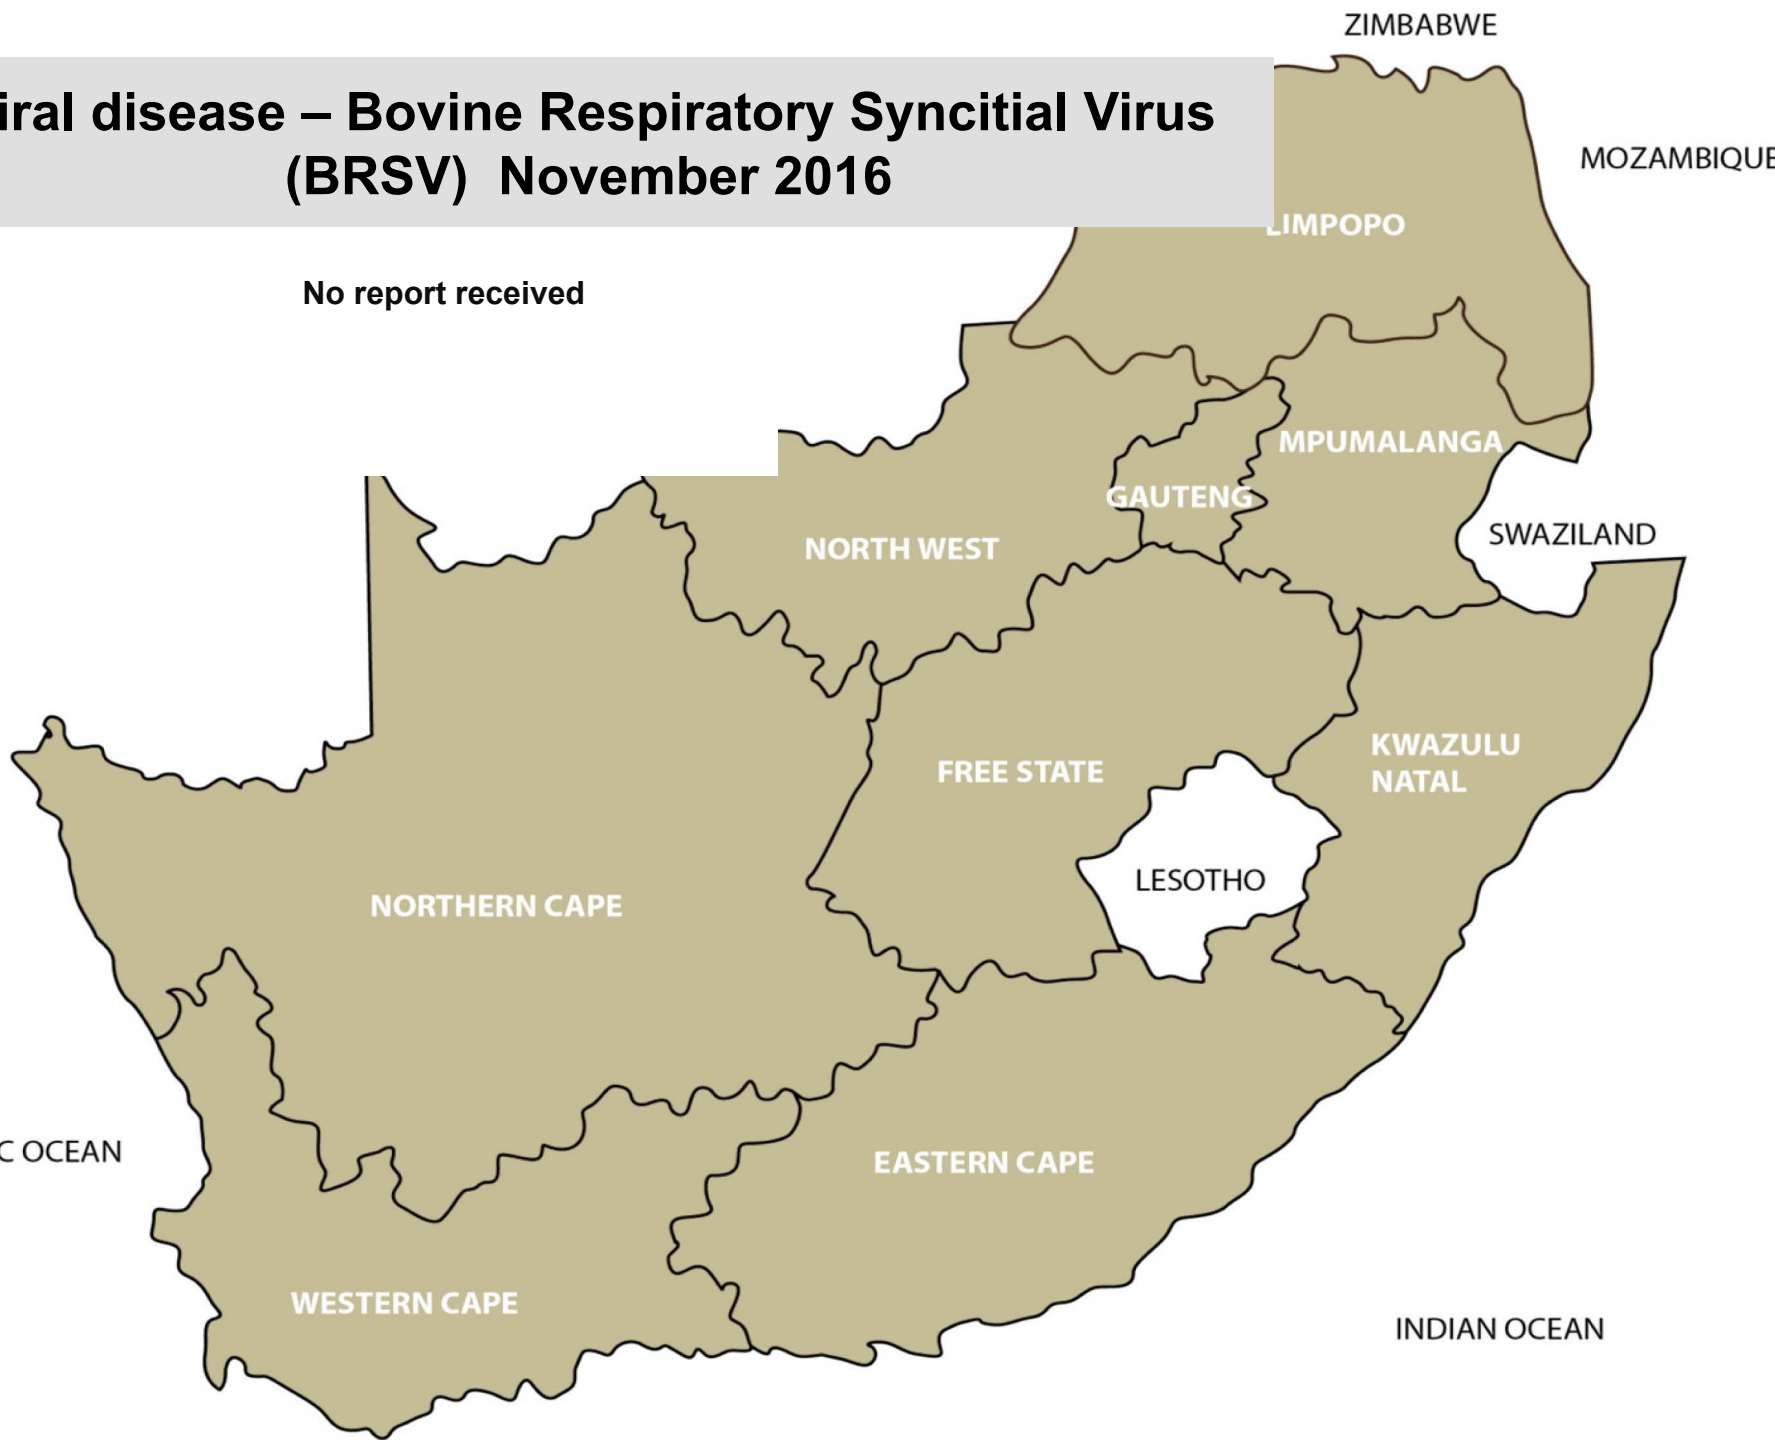 ZIMBABWE
iral disease – Bovine Respiratory Syncitial Virus
(BRSV) November 2016
MOZAMBIQUE
LIMPOPO
No report received
MPUMALANGA
GAUTENG
SWAZILAND
NORTH WEST
KWAZULU
NATAL
FREE STATE
LESOTHO
NORTHERN CAPE
C OCEAN
EASTERN CAPE
WESTERN CAPE
INDIAN OCEAN